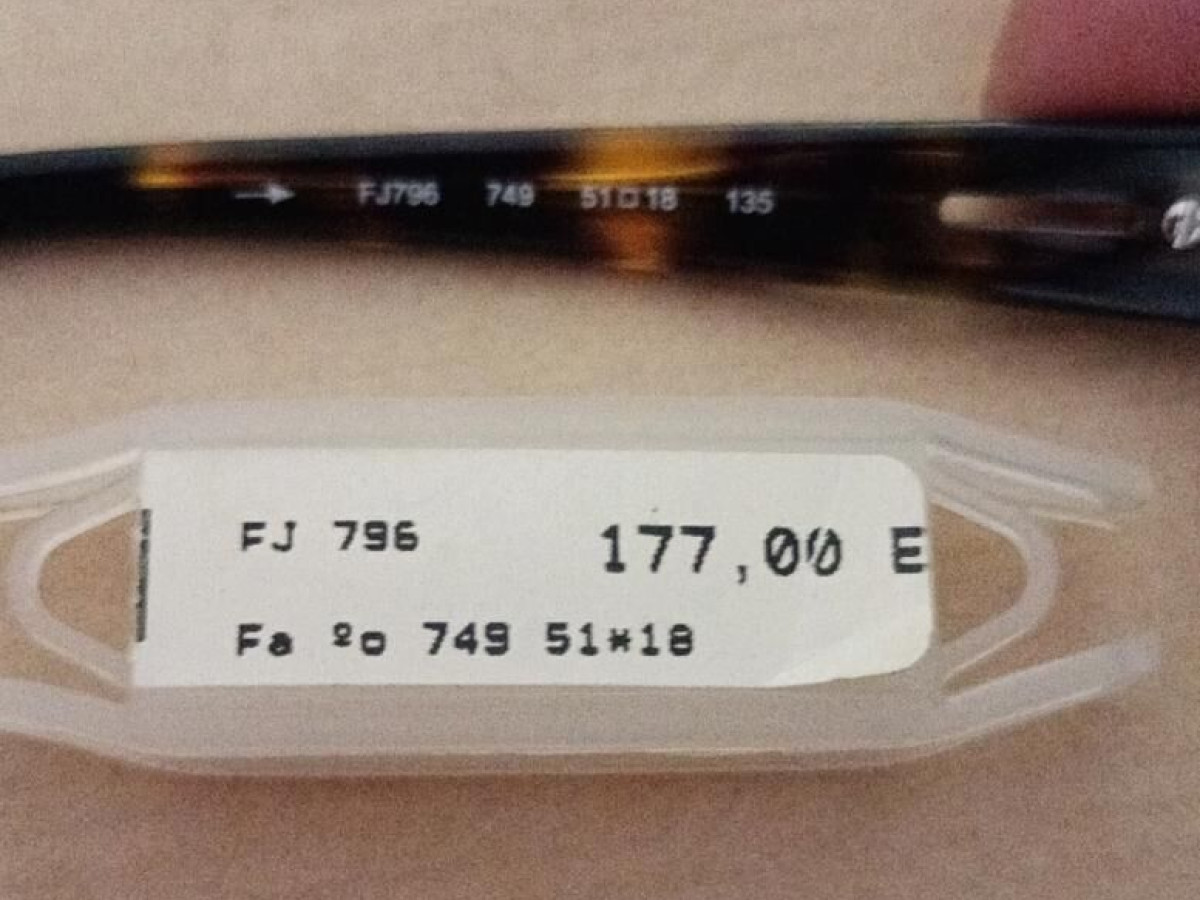 → FJ796 749 51□18 135
FJ 796 177,00 E
Fa ºo 749 51*18